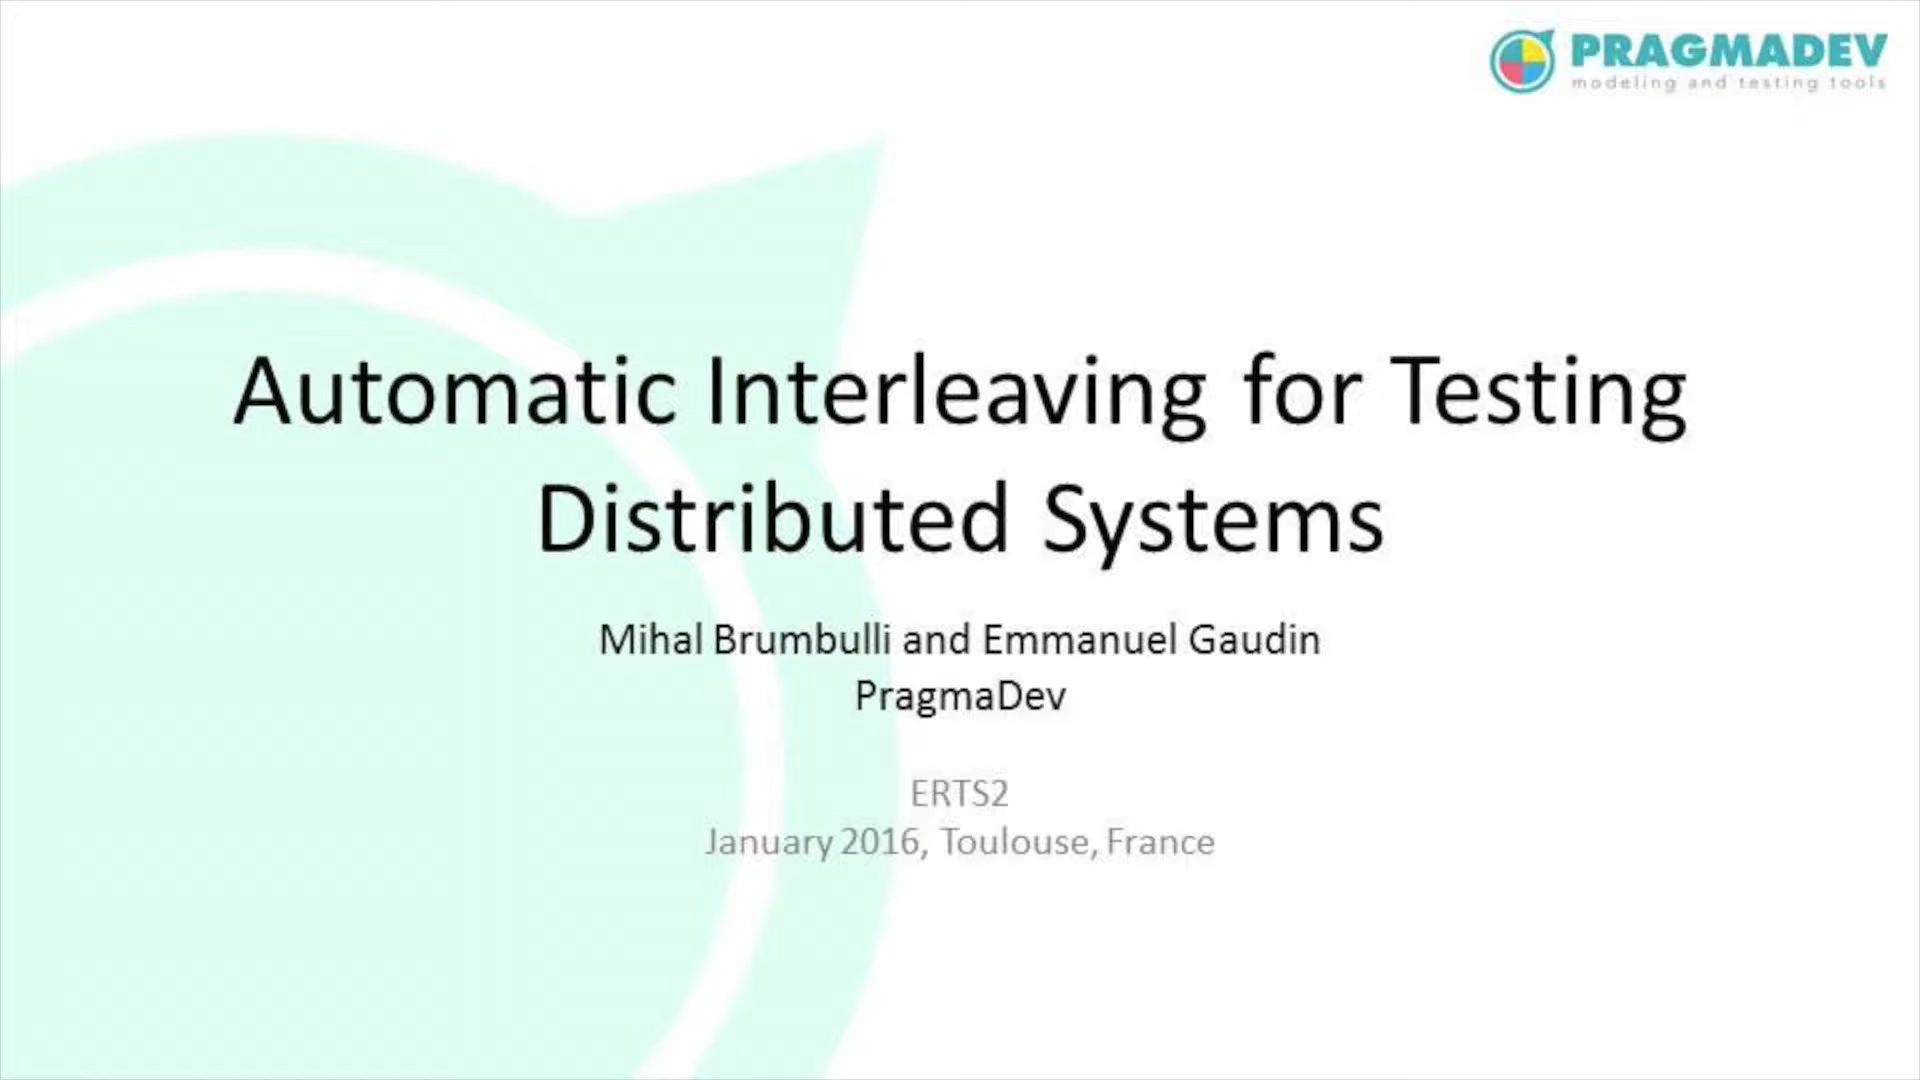 PRAGMADEV
modeling and testing tools
Automatic Interleaving for Testing
Distributed Systems
Mihal Brumbulli and Emmanuel Gaudin
PragmaDev
ERTS2
January 2016, Toulouse, France